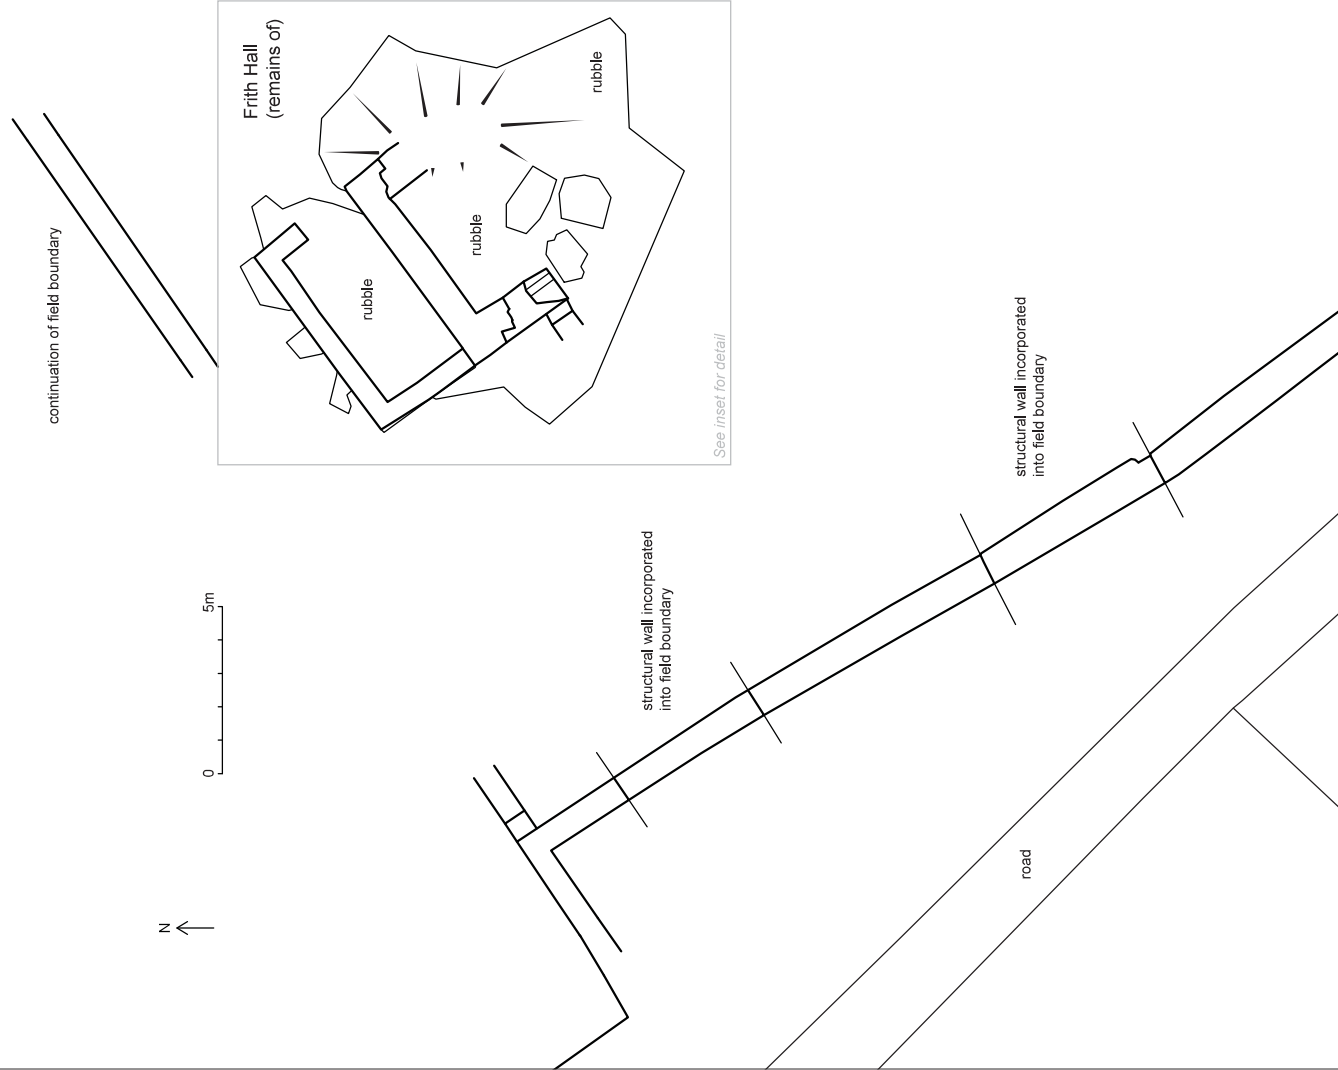 Frith Hall
(remains of)
rubble
rubble
rubble
See inset for detail
continuation of field boundary
0
5m
N
structural wall incorporated
into field boundary
structural wall incorporated
into field boundary
road